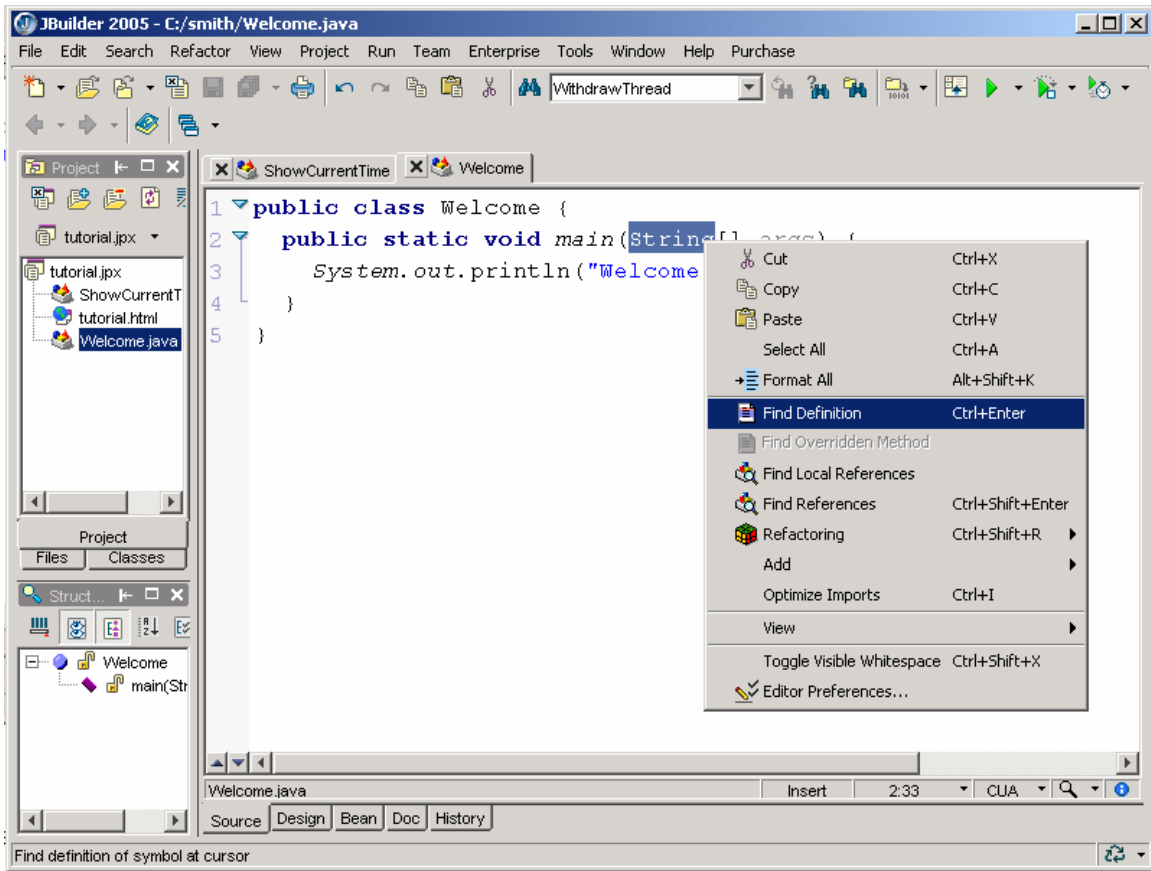 JBuilder 2005 - C:/smith/Welcome.java
File Edit Search Refactor View Project Run Team Enterprise Tools Window Help Purchase
WithdrawThread
Project
tutorial.jpx
tutorial.jpx
ShowCurrentT
tutorial.html
Welcome.java
Project
Files Classes
Struct...
Welcome
main(Str
ShowCurrentTime Welcome
1 public class Welcome {
2 public static void main(String[] args) {
3 System.out.println("Welcome
4 }
5 }
Cut Ctrl+X
Copy Ctrl+C
Paste Ctrl+V
Select All Ctrl+A
Format All Alt+Shift+K
Find Definition Ctrl+Enter
Find Overridden Method
Find Local References
Find References Ctrl+Shift+Enter
Refactoring Ctrl+Shift+R
Add
Optimize Imports Ctrl+I
View
Toggle Visible Whitespace Ctrl+Shift+X
Editor Preferences...
Welcome.java Insert 2:33 CUA
Source Design Bean Doc History
Find definition of symbol at cursor